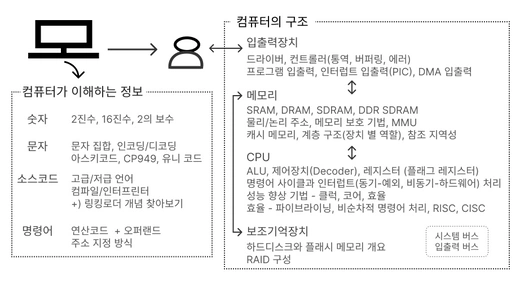 컴퓨터의 구조
입출력장치
드라이버, 컨트롤러(통역, 버퍼링, 에러)
프로그램 입출력, 인터럽트 입출력(PIC), DMA 입출력
메모리
SRAM, DRAM, SDRAM, DDR SDRAM
물리/논리 주소, 메모리 보호 기법, MMU
캐시 메모리, 계층 구조(장치 별 역할), 참조 지역성
CPU
ALU, 제어장치(Decoder), 레지스터 (플래그 레지스터)
명령어 사이클과 인터럽트(동기-예외, 비동기-하드웨어) 처리
성능 향상 기법 - 클럭, 코어, 효율
효율 - 파이브라이닝, 비순차적 명령어 처리, RISC, CISC
보조기억장치
하드디스크와 플래시 메모리 개요
RAID 구성
시스템 버스
입출력 버스
컴퓨터가 이해하는 정보
숫자 2진수, 16진수, 2의 보수
문자 문자 집합, 인코딩/디코딩
아스키코드, CP949, 유니 코드
소스코드 고급/저급 언어
컴파일/인터프린터
+) 링킹로더 개념 찾아보기
명령어 연산코드 + 오퍼랜드
주소 지정 방식